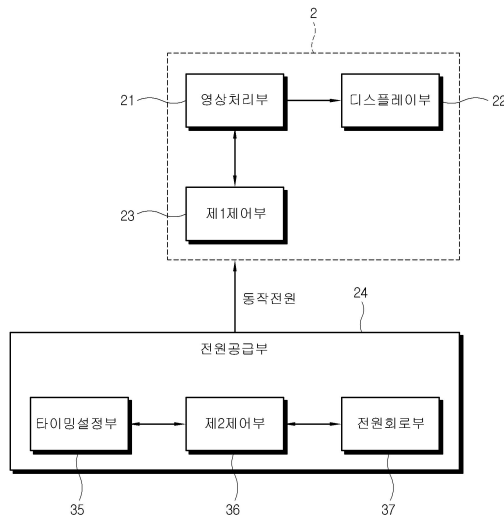 2
21
영상처리부
디스플레이부
22
23
제1제어부
동작전원
24
전원공급부
타이밍설정부
제2제어부
전원회로부
35
36
37